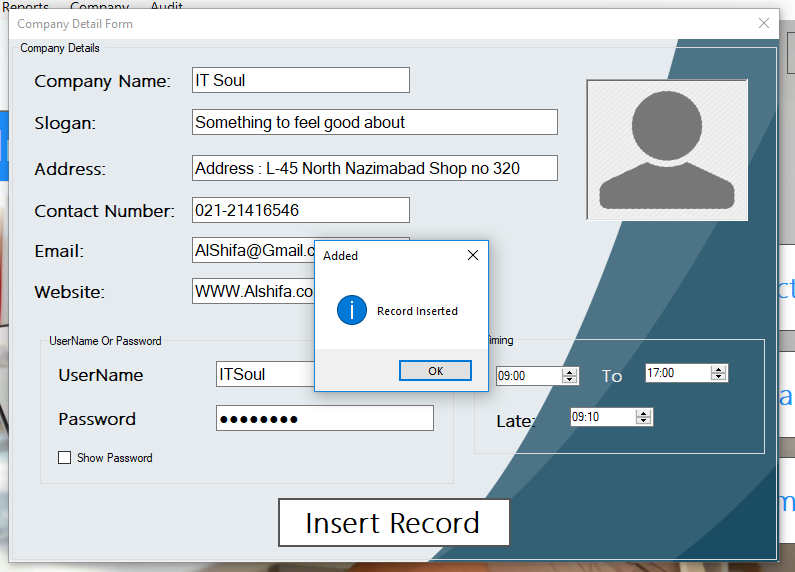 Reports Company Audit
Company Detail Form
Company Details
Company Name: IT Soul
Slogan: Something to feel good about
Address: Address : L-45 North Nazimabad Shop no 320
Contact Number: 021-21416546
Email: AlShifa@Gmail.c
Website: WWW.Alshifa.co
Added
Record Inserted
OK
UserName Or Password
UserName ITSoul
Password ●●●●●●●●
Show Password
iming
09:00 To 17:00
Late: 09:10
Insert Record